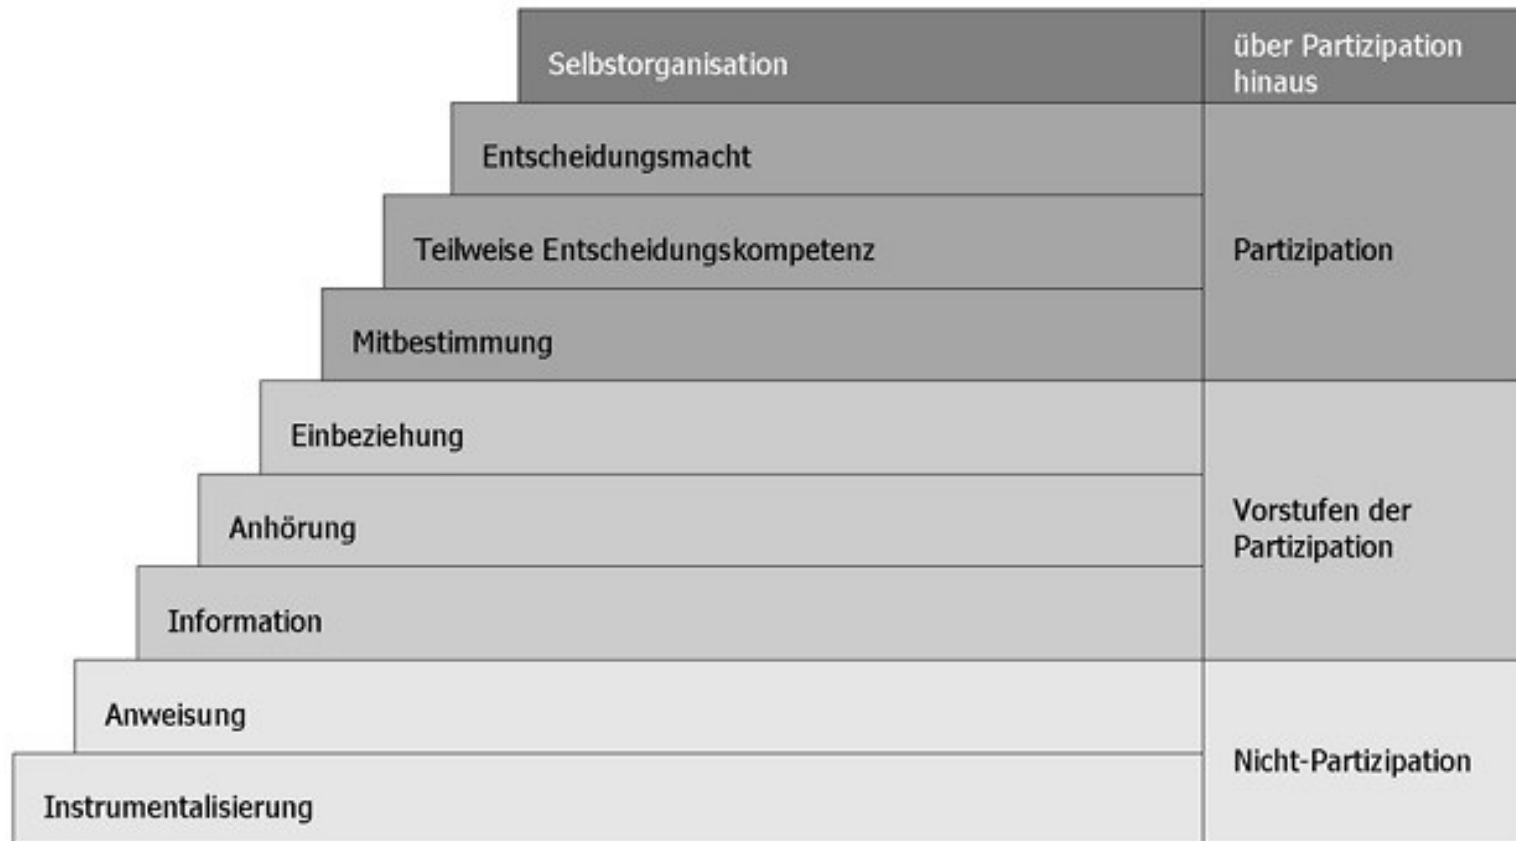 Selbstorganisation
über Partizipation
hinaus
Entscheidungsmacht
Teilweise Entscheidungskompetenz
Partizipation
Mitbestimmung
Einbeziehung
Anhörung
Vorstufen der
Partizipation
Information
Anweisung
Nicht-Partizipation
Instrumentalisierung